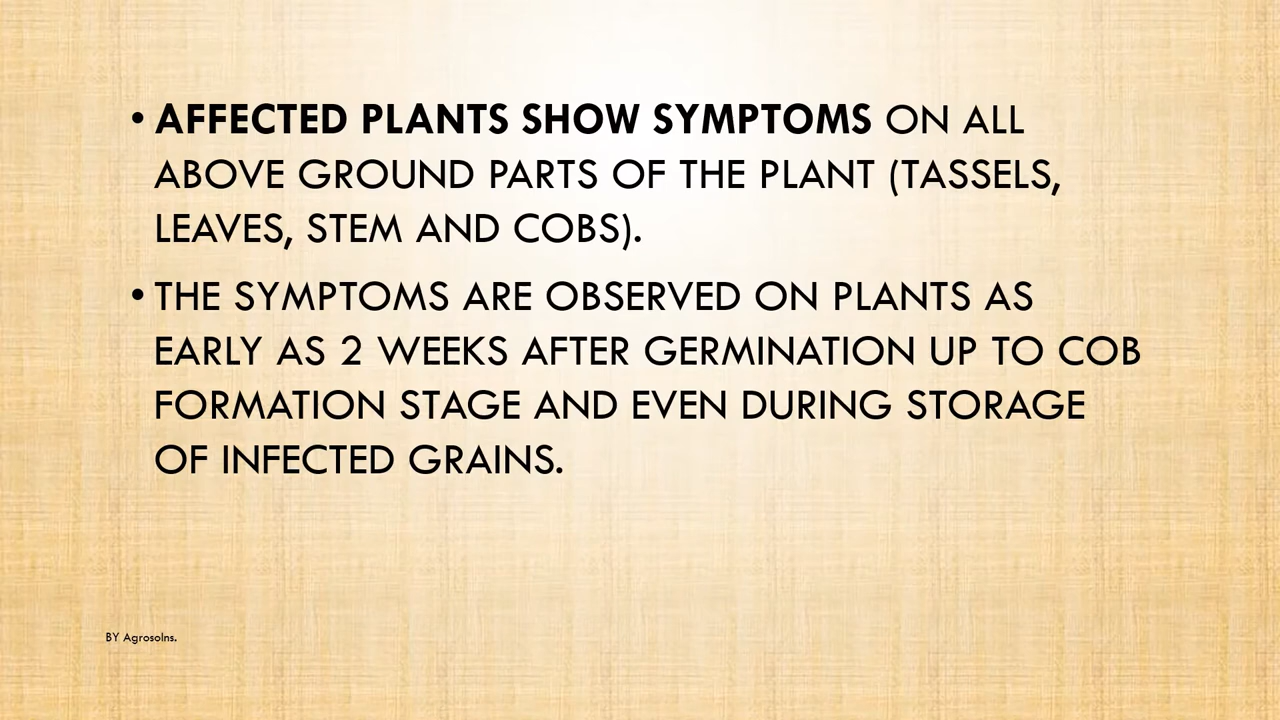 • AFFECTED PLANTS SHOW SYMPTOMS ON ALL
ABOVE GROUND PARTS OF THE PLANT (TASSELS,
LEAVES, STEM AND COBS).
• THE SYMPTOMS ARE OBSERVED ON PLANTS AS
EARLY AS 2 WEEKS AFTER GERMINATION UP TO COB
FORMATION STAGE AND EVEN DURING STORAGE
OF INFECTED GRAINS.
BY Agrosolns.